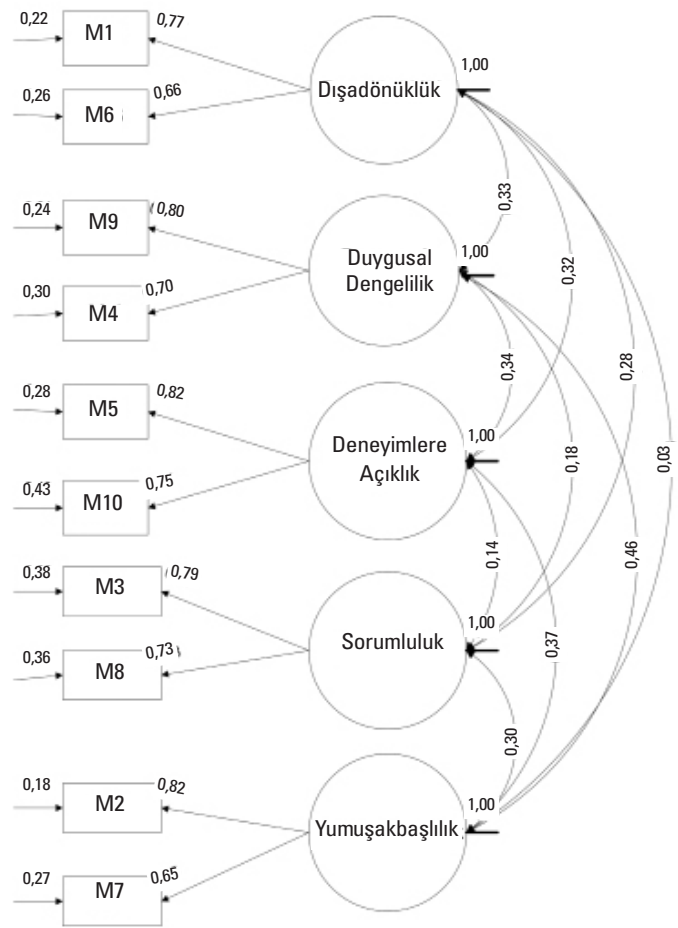 0,22
M1
0,77
0,26
M6
0,66
Dışadönüklük
1,00
0,24
M9
0,80
0,30
M4
0,70
Duygusal
Dengelilik
1,00
0,33
0,32
0,28
M5
0,82
0,43
M10
0,75
Deneyimlere
Açıklık
1,00
0,34
0,28
0,18
0,03
0,38
M3
0,79
0,36
M8
0,73
Sorumluluk
1,00
0,14
0,46
0,37
0,18
M2
0,82
0,27
M7
0,65
Yumuşakbaşlılık
1,00
0,30